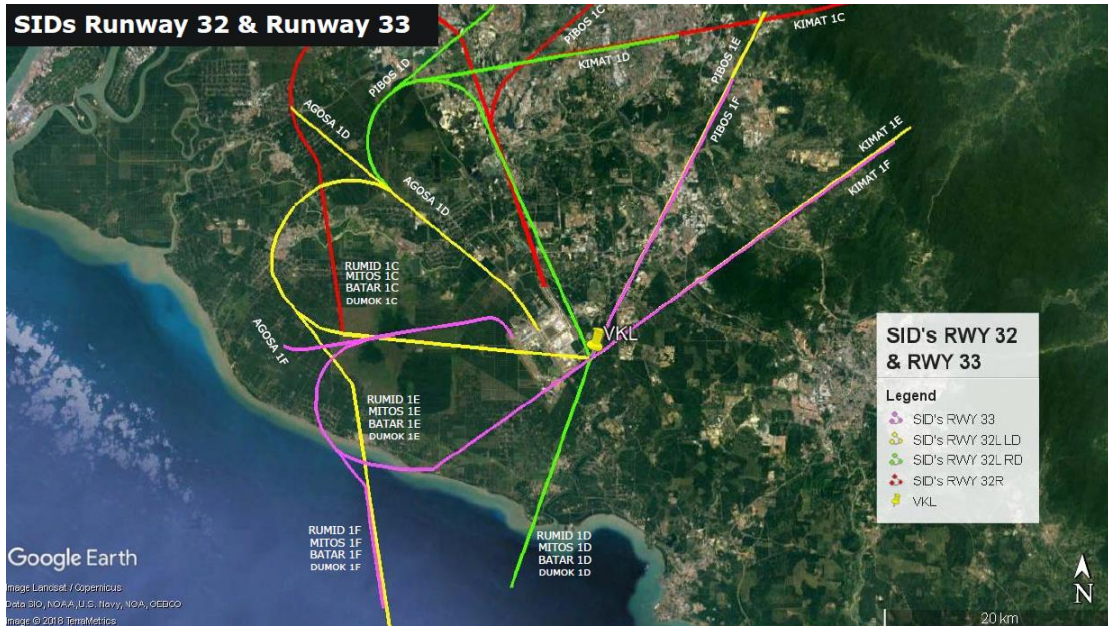 SIDs Runway 32 & Runway 33
PIBOS 1C
KIMAT 1C
KIMAT 1D
PIBOS 1D
PIBOS 1E
PIBOS 1F
AGOSA 1D
AGOSA 1D
KIMAT 1E
KIMAT 1F
RUMID 1C
MITOS 1C
BATAR 1C
DUMOK 1C
AGOSA 1F
VKL
RUMID 1E
MITOS 1E
BATAR 1E
DUMOK 1E
RUMID 1F
MITOS 1F
BATAR 1F
DUMOK 1F
RUMID 1D
MITOS 1D
BATAR 1D
DUMOK 1D
SID's RWY 32
& RWY 33
Legend
SID's RWY 33
SID's RWY 32L LD
SID's RWY 32L RD
SID's RWY 32R
VKL
Google Earth
Image Landsat / Copernicus
Data SIO, NOAA, U.S. Navy, NGA, GEBCO
Image © 2018 TerraMetrics
N
20 km